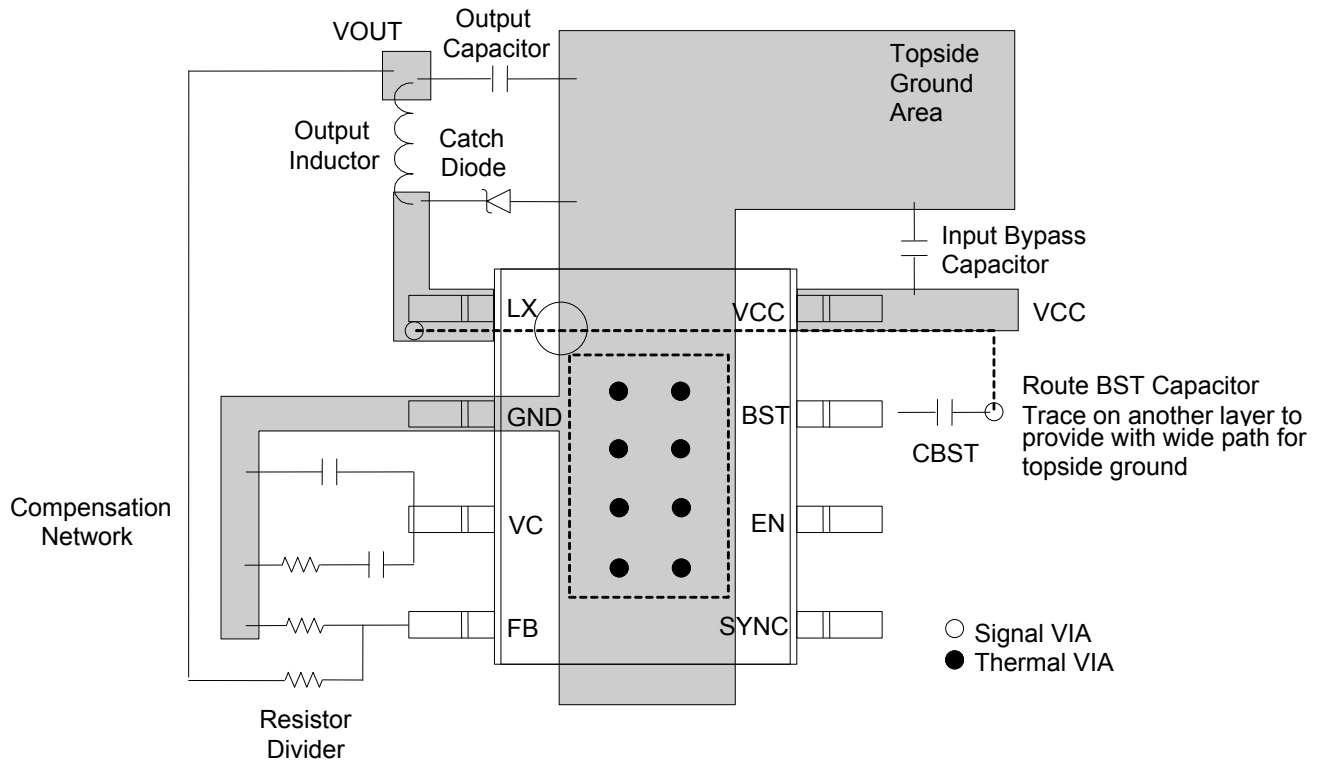 VOUT
Output
Capacitor
Topside
Ground
Area
Output
Inductor
Catch
Diode
Input Bypass
Capacitor
LX
VCC
VCC
GND
BST
CBST
Route BST Capacitor
Trace on another layer to
provide with wide path for
topside ground
Compensation
Network
VC
EN
FB
SYNC
Signal VIA
Thermal VIA
Resistor
Divider